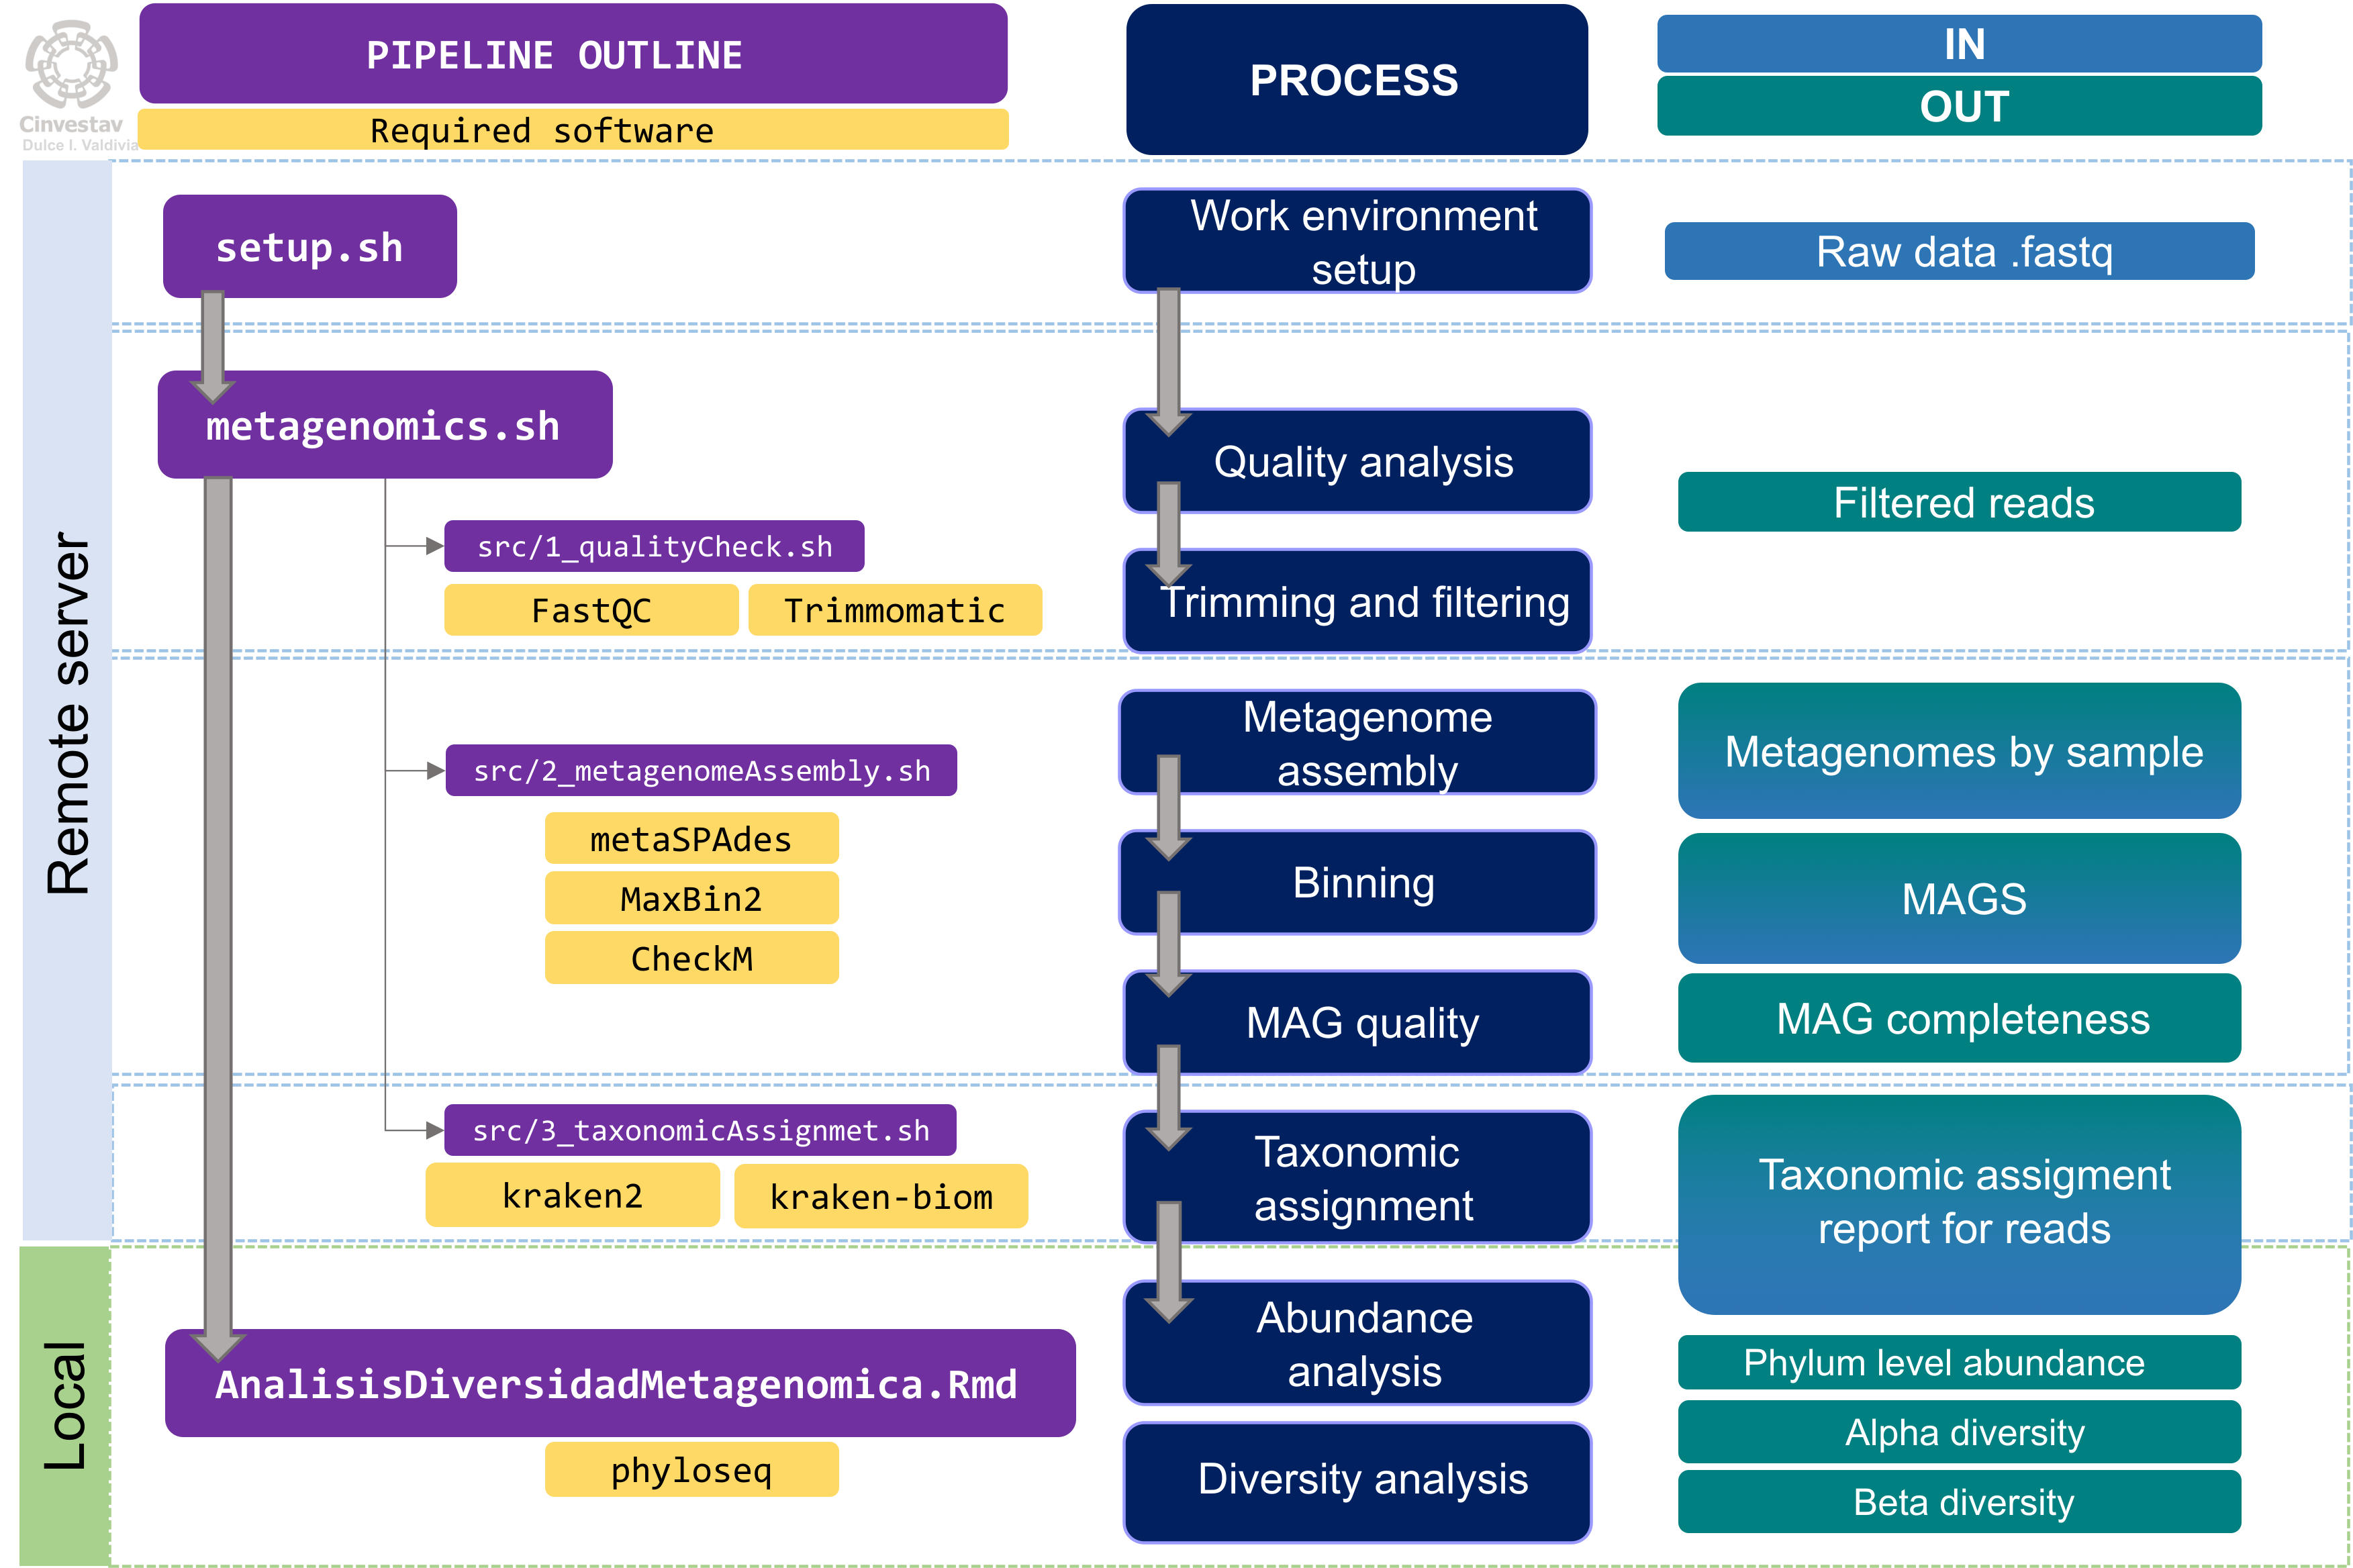 Cinvestav
Dulce I. Valdivia
PIPELINE OUTLINE
Required software
PROCESS
IN
OUT
Remote server
setup.sh
Work environment
setup
Raw data .fastq
metagenomics.sh
src/1_qualityCheck.sh
FastQC
Trimmomatic
Quality analysis
Trimming and filtering
Filtered reads
src/2_metagenomeAssembly.sh
metaSPAdes
MaxBin2
CheckM
Metagenome
assembly
Binning
MAG quality
Metagenomes by sample
MAGS
MAG completeness
src/3_taxonomicAssignmet.sh
kraken2
kraken-biom
Taxonomic
assignment
Taxonomic assigment
report for reads
Local
AnalisisDiversidadMetagenomica.Rmd
phyloseq
Abundance
analysis
Diversity analysis
Phylum level abundance
Alpha diversity
Beta diversity